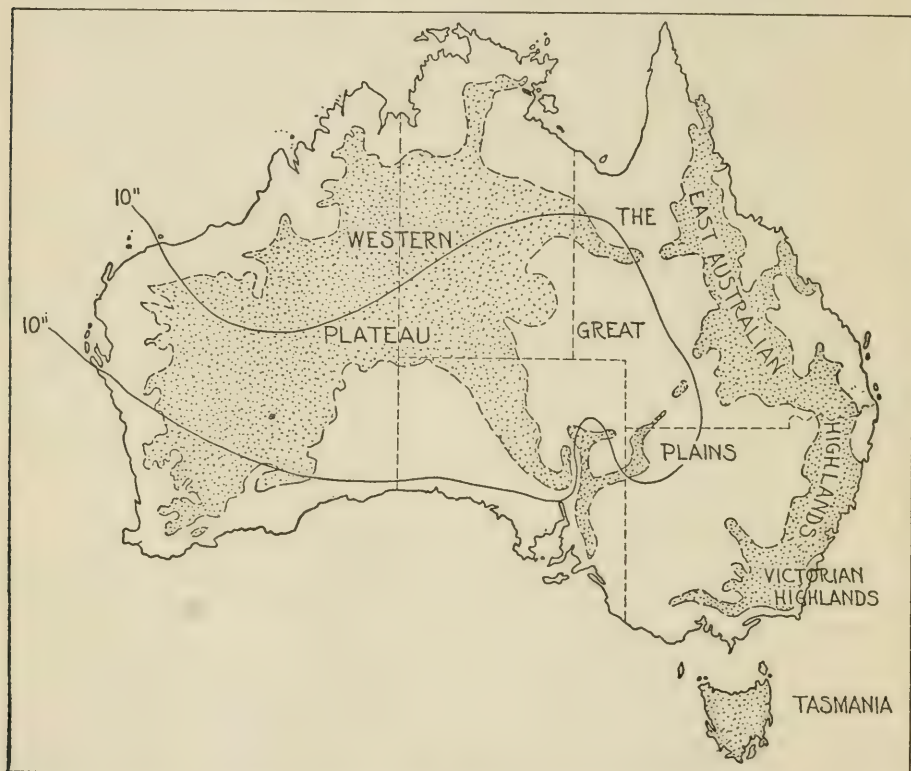 10"
10"
WESTERN
PLATEAU
THE
GREAT
PLAINS
EAST AUSTRALIAN
HIGHLANDS
VICTORIAN
HIGHLANDS
TASMANIA